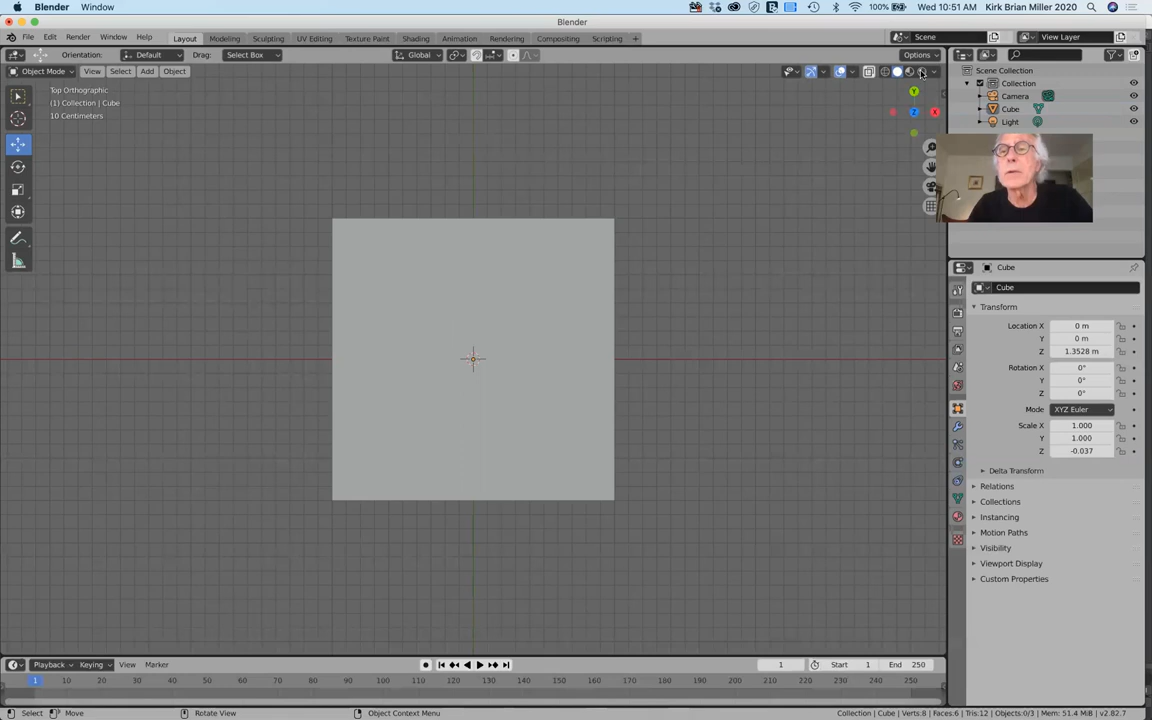 Blender Window 100% Wed 10:51 AM Kirk Brian Miller 2020
Blender
File Edit Render Window Help Layout Modeling Sculpting UV Editing Texture Paint Shading Animation Rendering Compositing Scripting + Scene View Layer
Orientation: Default Drag: Select Box Global Options
Object Mode View Select Add Object
Scene Collection
Collection
Camera
Cube
Light
Top Orthographic
(1) Collection | Cube
10 Centimeters
Y
Z X
Cube
Cube
Transform
Location X 0 m
Y 0 m
Z 1.3528 m
Rotation X 0°
Y 0°
Z 0°
Mode XYZ Euler
Scale X 1.000
Y 1.000
Z -0.037
Delta Transform
Relations
Collections
Instancing
Motion Paths
Visibility
Viewport Display
Custom Properties
Playback Keying View Marker 1 Start 1 End 250
1 10 20 30 40 50 60 70 80 90 100 110 120 130 140 150 160 170 180 190 200 210 220 230 240 250
Select Move Rotate View Object Context Menu Collection | Cube | Verts:8 | Faces:6 | Tris:12 | Objects:0/3 | Mem: 51.4 MiB | v2.82.7